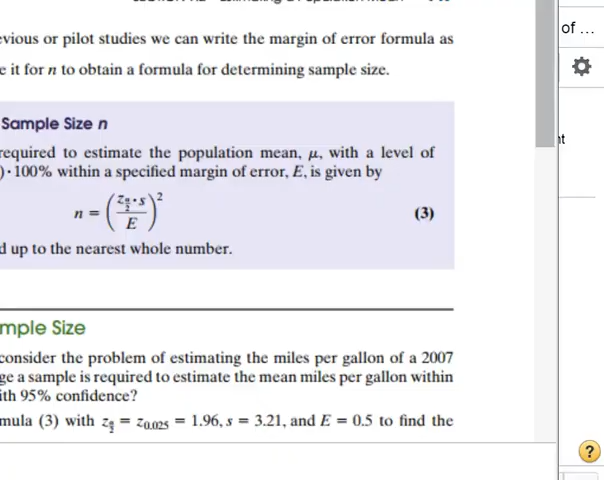 evious or pilot studies we can write the margin of error formula as
e it for n to obtain a formula for determining sample size.
Sample Size n
required to estimate the population mean, μ, with a level of
)·100% within a specified margin of error, E, is given by
n = (z_{α/2}·s / E)^2 (3)
d up to the nearest whole number.
mple Size
consider the problem of estimating the miles per gallon of a 2007
ge a sample is required to estimate the mean miles per gallon within
ith 95% confidence?
mula (3) with z_{α/2} = z_{0.025} = 1.96, s = 3.21, and E = 0.5 to find the
of ...
nt
?